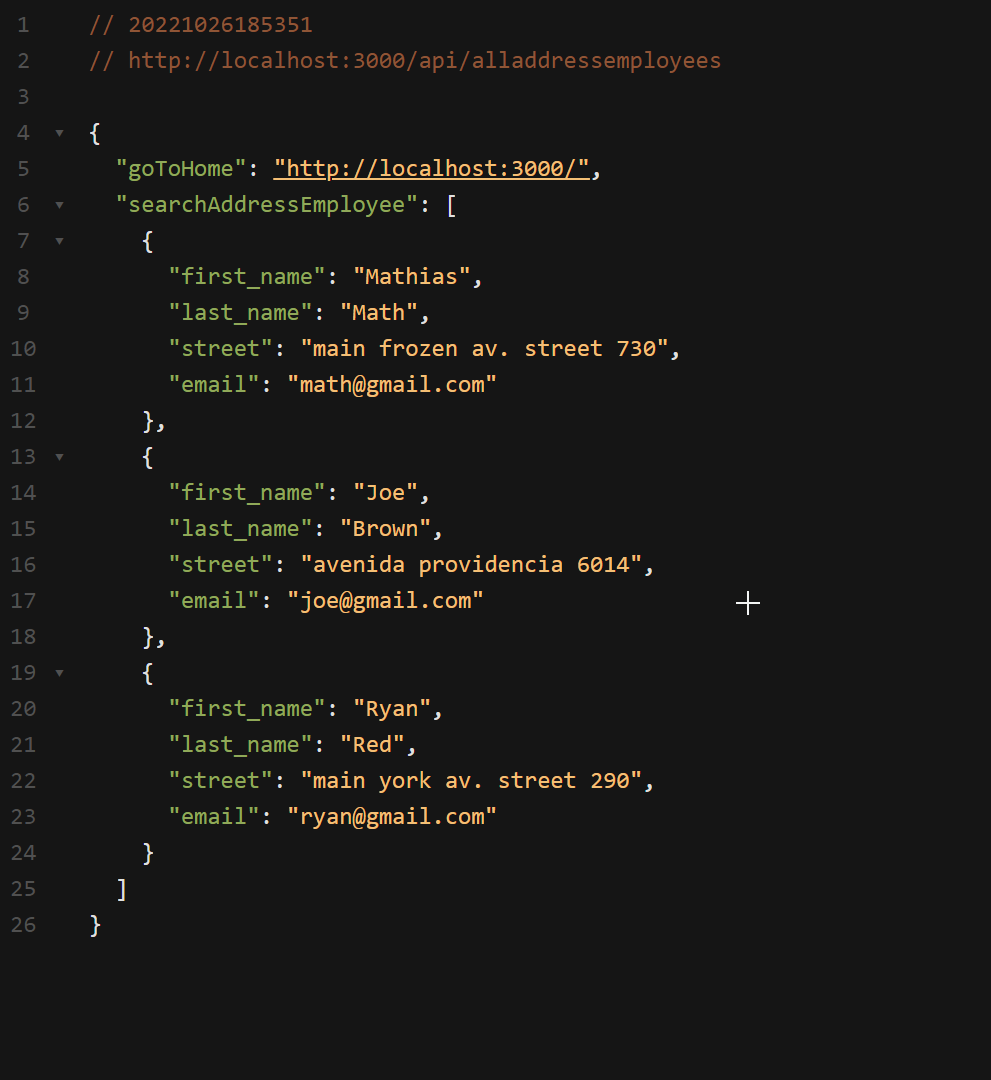 1 // 20221026185351
2 // http://localhost:3000/api/alladdressemployees
3
4 {
5 "goToHome": "http://localhost:3000/",
6 "searchAddressEmployee": [
7 {
8 "first_name": "Mathias",
9 "last_name": "Math",
10 "street": "main frozen av. street 730",
11 "email": "math@gmail.com"
12 },
13 {
14 "first_name": "Joe",
15 "last_name": "Brown",
16 "street": "avenida providencia 6014",
17 "email": "joe@gmail.com"
18 },
19 {
20 "first_name": "Ryan",
21 "last_name": "Red",
22 "street": "main york av. street 290",
23 "email": "ryan@gmail.com"
24 }
25 ]
26 }